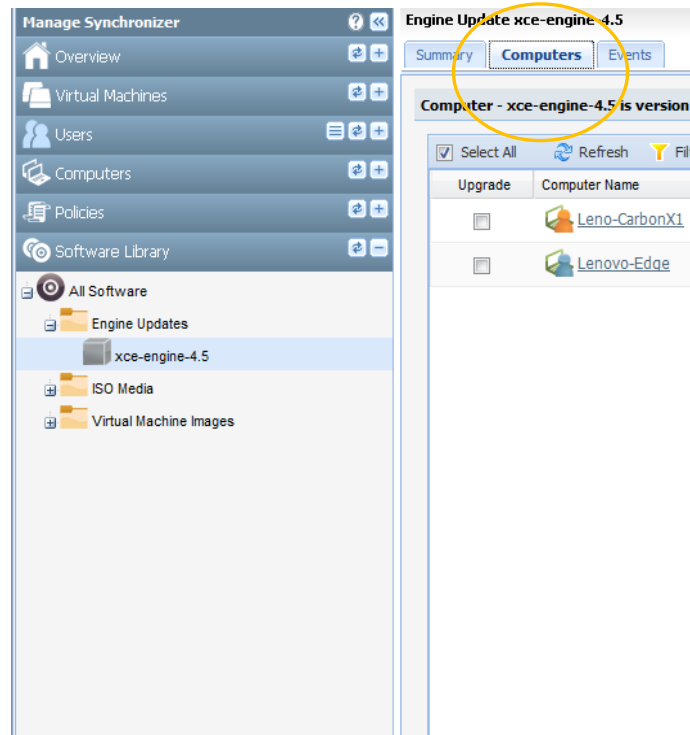 Manage Synchronizer
Overview
Virtual Machines
Users
Computers
Policies
Software Library
All Software
Engine Updates
xce-engine-4.5
ISO Media
Virtual Machine Images
Engine Update xce-engine-4.5
Summary Computers Events
Computer - xce-engine-4.5 is version
Select All Refresh Fil
Upgrade Computer Name
Leno-CarbonX1
Lenovo-Edge